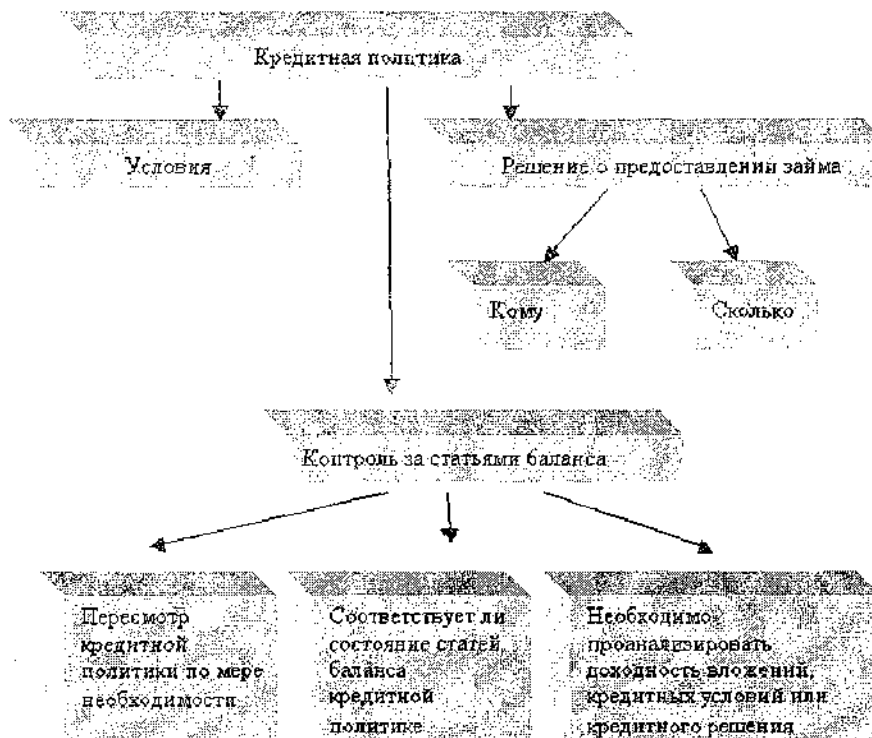 Кредитная политика
Условия
Решение о предоставлении займа
Кому
Сколько
Контроль за статьями баланса
Пересмотр
кредитной
политики по мере
необходимости
Соответствует ли
состояние статей
баланса
кредитной
политике
Необходимо
проанализировать
доходность вложений,
кредитных условий или
кредитного решения